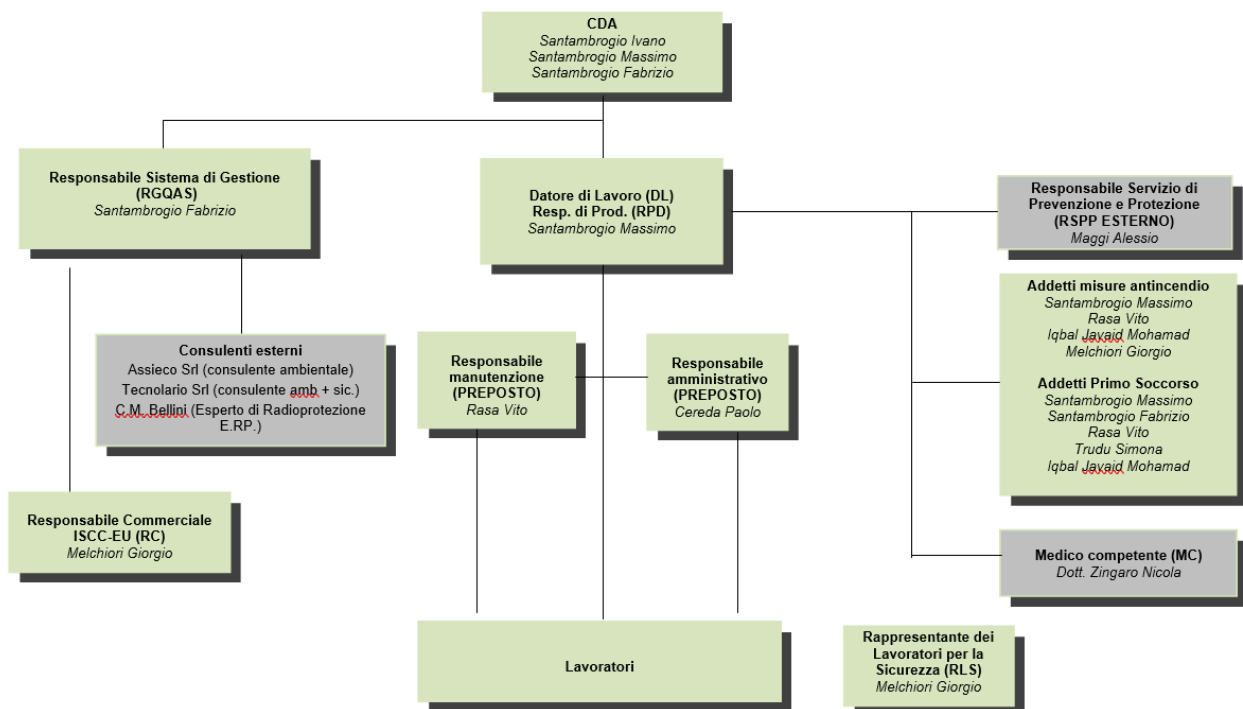 CDA
Santambrogio Ivano
Santambrogio Massimo
Santambrogio Fabrizio
Responsabile Sistema di Gestione
(RGQAS)
Santambrogio Fabrizio
Datore di Lavoro (DL)
Resp. di Prod. (RPD)
Santambrogio Massimo
Responsabile Servizio di
Prevenzione e Protezione
(RSPP ESTERNO)
Maggi Alessio
Consulenti esterni
Assieco Srl (consulente ambientale)
Tecnolario Srl (consulente amb + sic.)
C.M. Bellini (Esperto di Radioprotezione
E.RP.)
Responsabile
manutenzione
(PREPOSTO)
Rasa Vito
Responsabile
amministrativo
(PREPOSTO)
Cereda Paolo
Addetti misure antincendio
Santambrogio Massimo
Rasa Vito
Iqbal Javaid Mohamad
Melchiori Giorgio
Addetti Primo Soccorso
Santambrogio Massimo
Santambrogio Fabrizio
Rasa Vito
Trudu Simona
Iqbal Javaid Mohamad
Responsabile Commerciale
ISCC-EU (RC)
Melchiori Giorgio
Medico competente (MC)
Dott. Zingaro Nicola
Lavoratori
Rappresentante dei
Lavoratori per la
Sicurezza (RLS)
Melchiori Giorgio